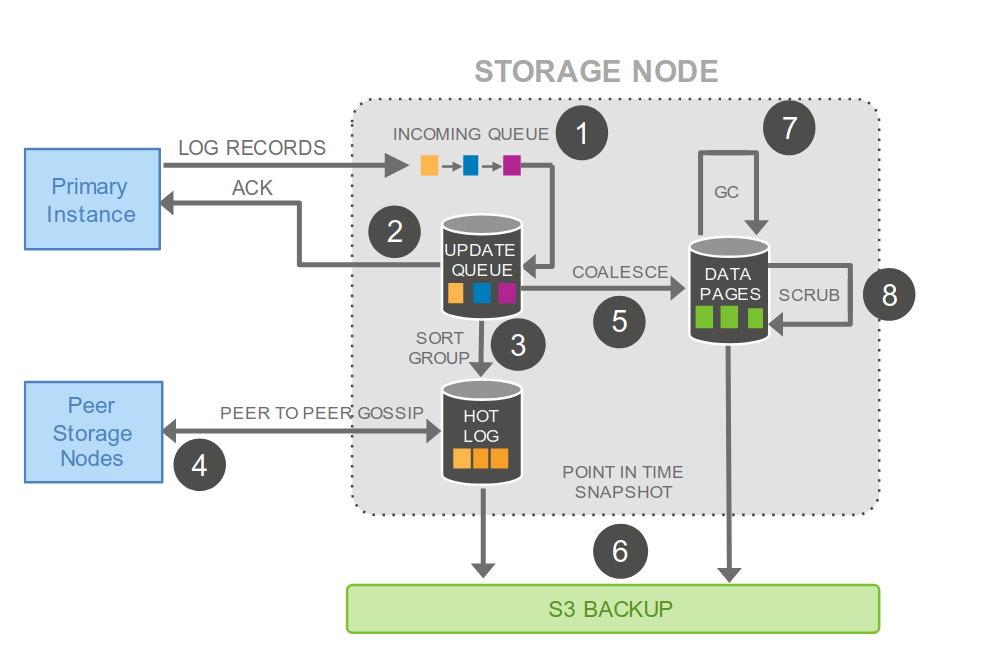 STORAGE NODE
INCOMING QUEUE
1
7
LOG RECORDS
Primary
Instance
ACK
GC
2
UPDATE
QUEUE
COALESCE
DATA
PAGES
SCRUB
8
5
SORT
GROUP
3
Peer
Storage
Nodes
PEER TO PEER GOSSIP
HOT
LOG
4
POINT IN TIME
SNAPSHOT
6
S3 BACKUP